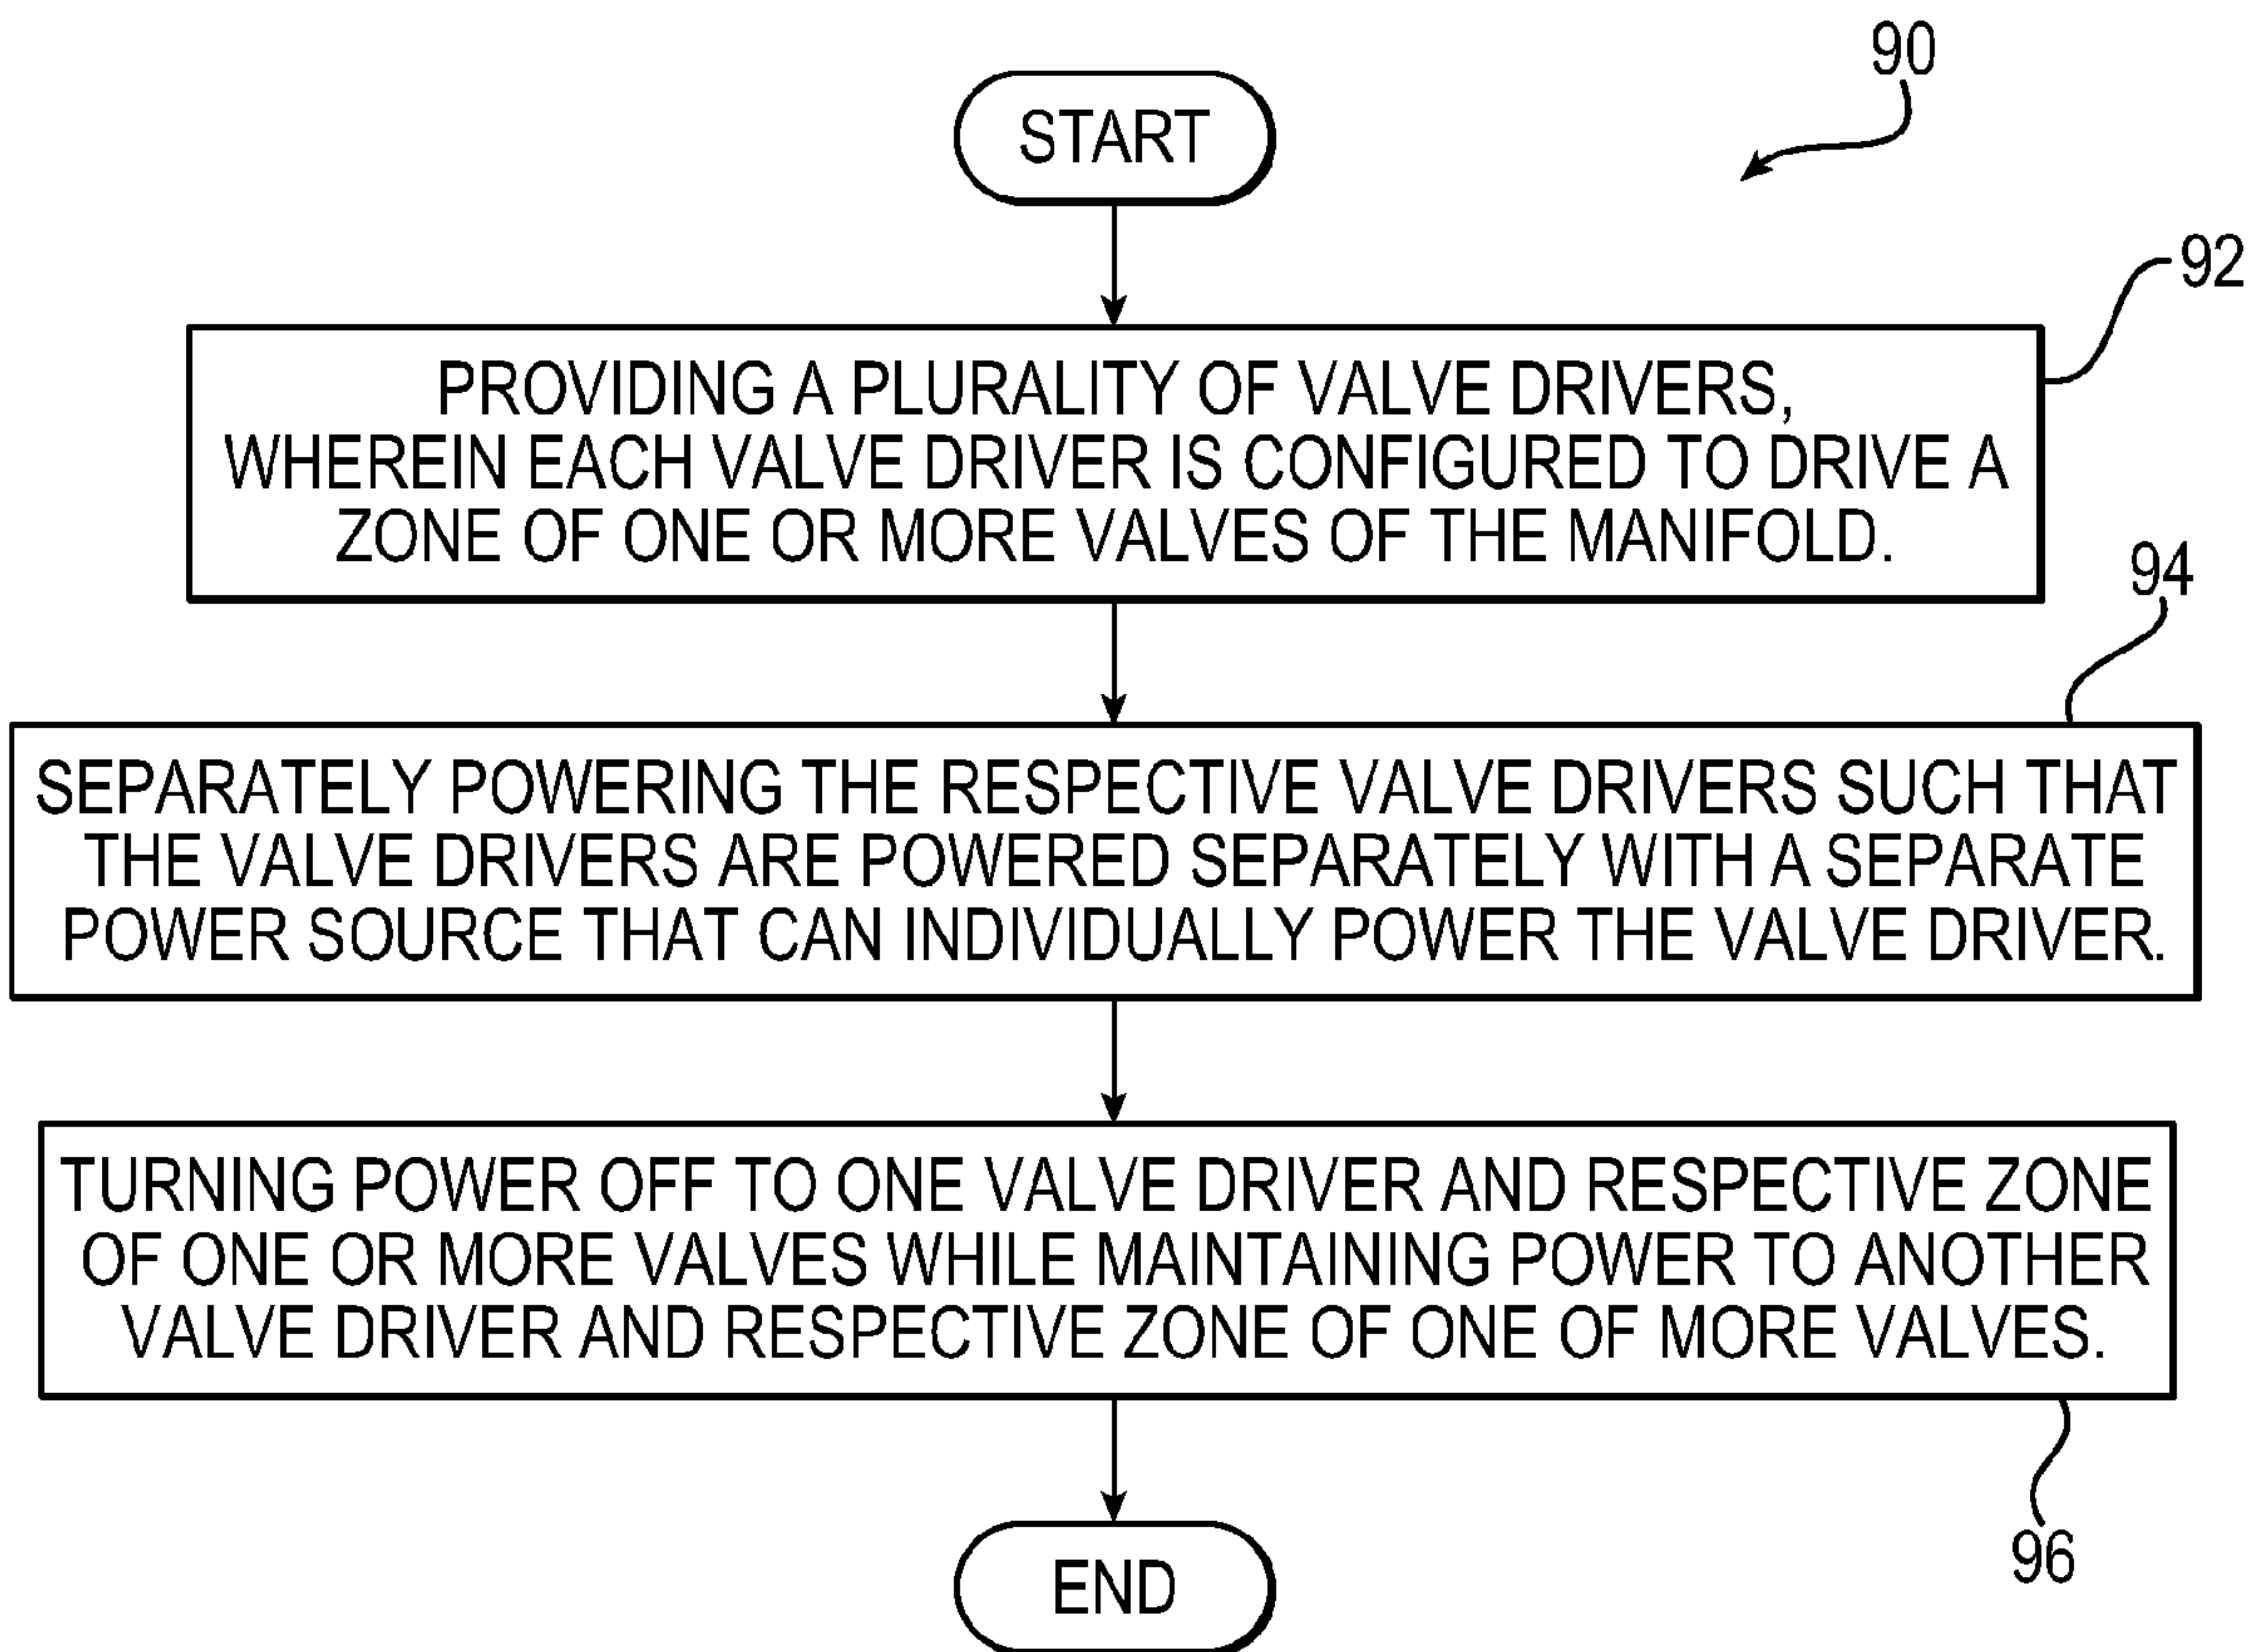 90
START
92
PROVIDING A PLURALITY OF VALVE DRIVERS,
WHEREIN EACH VALVE DRIVER IS CONFIGURED TO DRIVE A
ZONE OF ONE OR MORE VALVES OF THE MANIFOLD.
94
SEPARATELY POWERING THE RESPECTIVE VALVE DRIVERS SUCH THAT
THE VALVE DRIVERS ARE POWERED SEPARATELY WITH A SEPARATE
POWER SOURCE THAT CAN INDIVIDUALLY POWER THE VALVE DRIVER.
TURNING POWER OFF TO ONE VALVE DRIVER AND RESPECTIVE ZONE
OF ONE OR MORE VALVES WHILE MAINTAINING POWER TO ANOTHER
VALVE DRIVER AND RESPECTIVE ZONE OF ONE OF MORE VALVES.
96
END